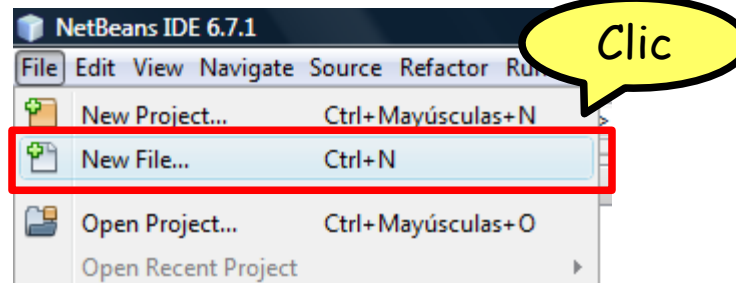 NetBeans IDE 6.7.1
Clic
File Edit View Navigate Source Refactor
New Project... Ctrl+Mayúsculas+N
New File... Ctrl+N
Open Project... Ctrl+Mayúsculas+O
Open Recent Project